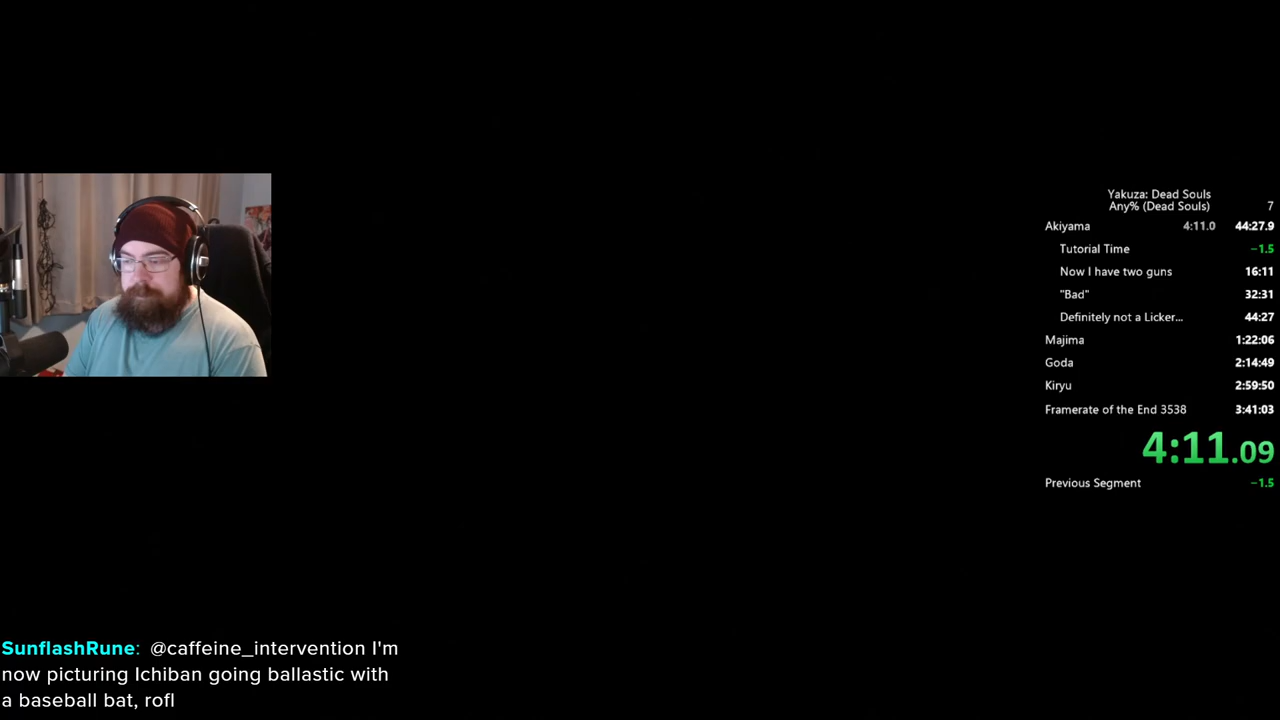 Yakuza: Dead Souls
Any% (Dead Souls) 7
Akiyama 4:11.0 44:27.9
Tutorial Time −1.5
Now I have two guns 16:11
"Bad" 32:31
Definitely not a Licker... 44:27
Majima 1:22:06
Goda 2:14:49
Kiryu 2:59:50
Framerate of the End 3538 3:41:03
4:11.09
Previous Segment −1.5
SunflashRune: @caffeine_intervention I'm
now picturing Ichiban going ballastic with
a baseball bat, rofl